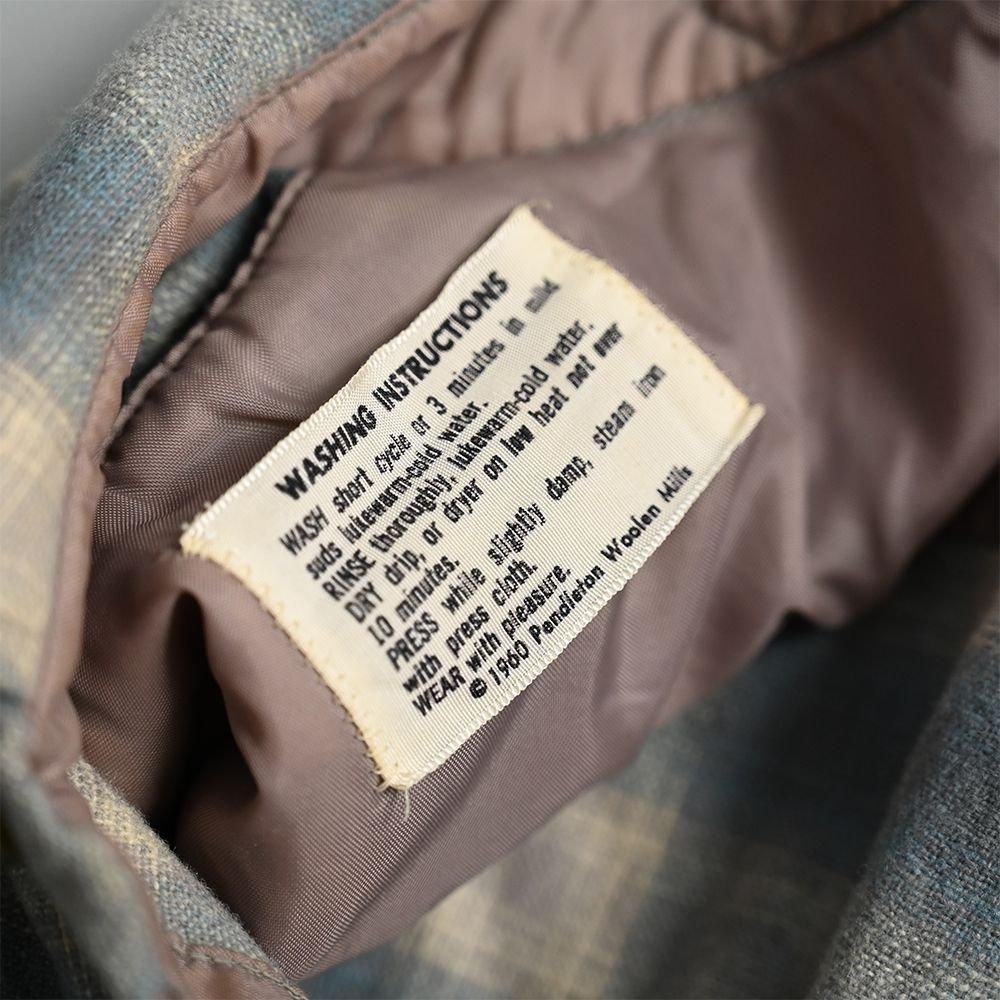 WASHING INSTRUCTIONS
WASH short cycle or 3 minutes in mild
suds lukewarm-cold water.
RINSE thoroughly, lukewarm-cold water.
DRY drip, or dryer on low heat not over
10 minutes.
PRESS while slightly damp, steam iron
with press cloth.
WEAR with pleasure.
© 1960 Pendleton Woolen Mills